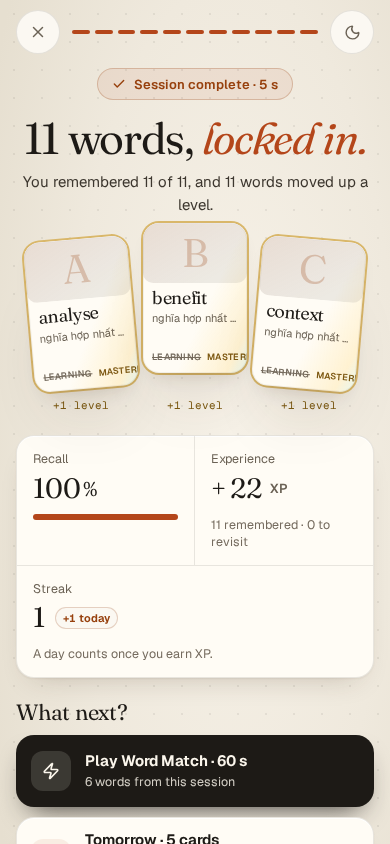 Session complete · 5 s
11 words, locked in.
You remembered 11 of 11, and 11 words moved up a
level.
A
B
C
analyse
benefit
context
nghĩa hợp nhất ...
nghĩa hợp nhất ...
nghĩa hợp nhất ...
LEARNING MASTER
LEARNING MASTER
LEARNING MASTER
+1 level
+1 level
+1 level
Recall
100%
Experience
+ 22 XP
11 remembered · 0 to
revisit
Streak
1 +1 today
A day counts once you earn XP.
What next?
Play Word Match · 60 s
6 words from this session
Tomorrow · 5 cards